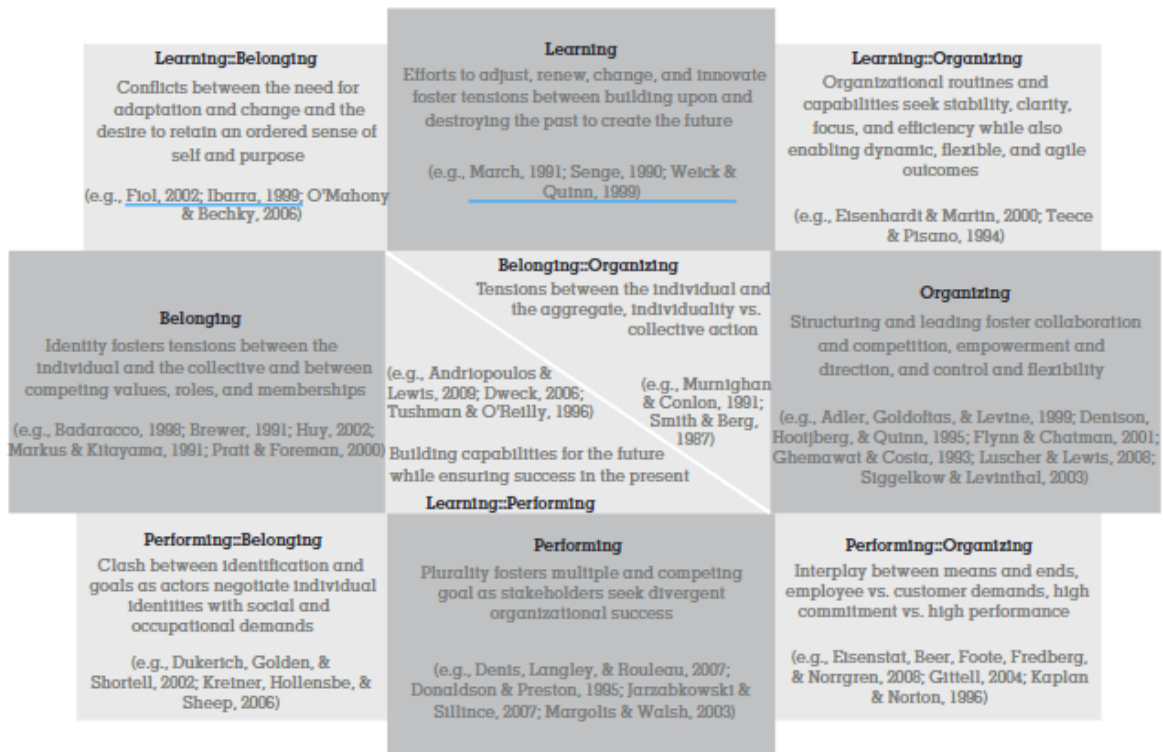 Learning::Belonging
Conflicts between the need for
adaptation and change and the
desire to retain an ordered sense of
self and purpose
(e.g., Fiol, 2002; Ibarra, 1999; O'Mahony
& Bechky, 2006)
Learning
Efforts to adjust, renew, change, and innovate
foster tensions between building upon and
destroying the past to create the future
(e.g., March, 1991; Senge, 1990; Weick &
Quinn, 1999)
Learning::Organizing
Organizational routines and
capabilities seek stability, clarity,
focus, and efficiency while also
enabling dynamic, flexible, and agile
outcomes
(e.g., Eisenhardt & Martin, 2000; Teece
& Pisano, 1994)
Belonging
Identity fosters tensions between the
individual and the collective and between
competing values, roles, and memberships
(e.g., Badaracco, 1998; Brewer, 1991; Huy, 2002;
Markus & Kitayama, 1991; Pratt & Foreman, 2000)
Belonging::Organizing
Tensions between the individual and
the aggregate, individuality vs.
collective action
(e.g., Murnighan
& Conlon, 1991;
Smith & Berg,
1987)
(e.g., Andriopoulos &
Lewis, 2009; Dweck, 2006;
Tushman & O'Reilly, 1996)
Building capabilities for the future
while ensuring success in the present
Learning::Performing
Organizing
Structuring and leading foster collaboration
and competition, empowerment and
direction, and control and flexibility
(e.g., Adler, Goldoftas, & Levine, 1999; Denison,
Hooijberg, & Quinn, 1995; Flynn & Chatman, 2001;
Ghemawat & Costa, 1993; Luscher & Lewis, 2008;
Siggelkow & Levinthal, 2003)
Performing::Belonging
Clash between identification and
goals as actors negotiate individual
identities with social and
occupational demands
(e.g., Dukerich, Golden, &
Shortell, 2002; Kreiner, Hollensbe, &
Sheep, 2006)
Performing
Plurality fosters multiple and competing
goal as stakeholders seek divergent
organizational success
(e.g., Denis, Langley, & Rouleau, 2007;
Donaldson & Preston, 1995; Jarzabkowski &
Sillince, 2007; Margolis & Walsh, 2003)
Performing::Organizing
Interplay between means and ends,
employee vs. customer demands, high
commitment vs. high performance
(e.g., Eisenstat, Beer, Foote, Fredberg,
& Norrgren, 2008; Gittell, 2004; Kaplan
& Norton, 1996)